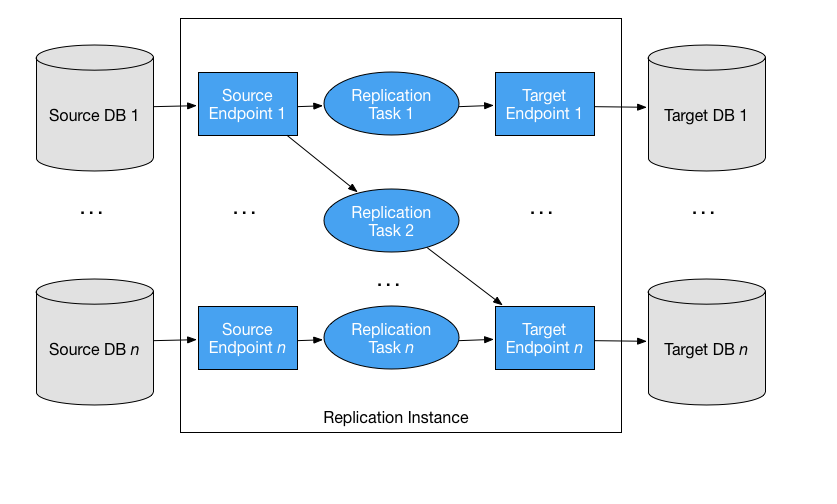 Source DB 1
Source
Endpoint 1
Replication
Task 1
Target
Endpoint 1
Target DB 1
...
...
Replication
Task 2
...
...
...
Source DB n
Source
Endpoint n
Replication
Task n
Target
Endpoint n
Target DB n
Replication Instance